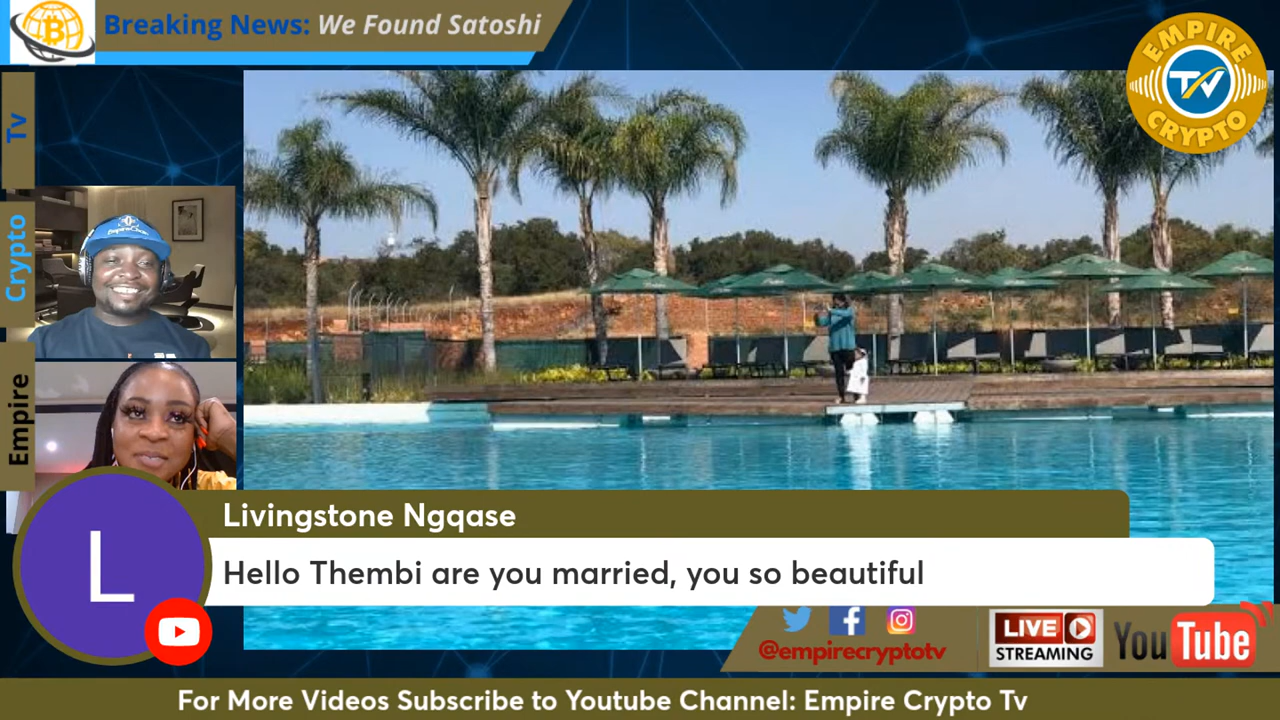 Breaking News: We Found Satoshi
EMPIRE
TV
CRYPTO
Empire Crypto Tv
Livingstone Ngqase
L
Hello Thembi are you married, you so beautiful
@empirecryptotv
LIVE
STREAMING
YouTube
For More Videos Subscribe to Youtube Channel: Empire Crypto Tv